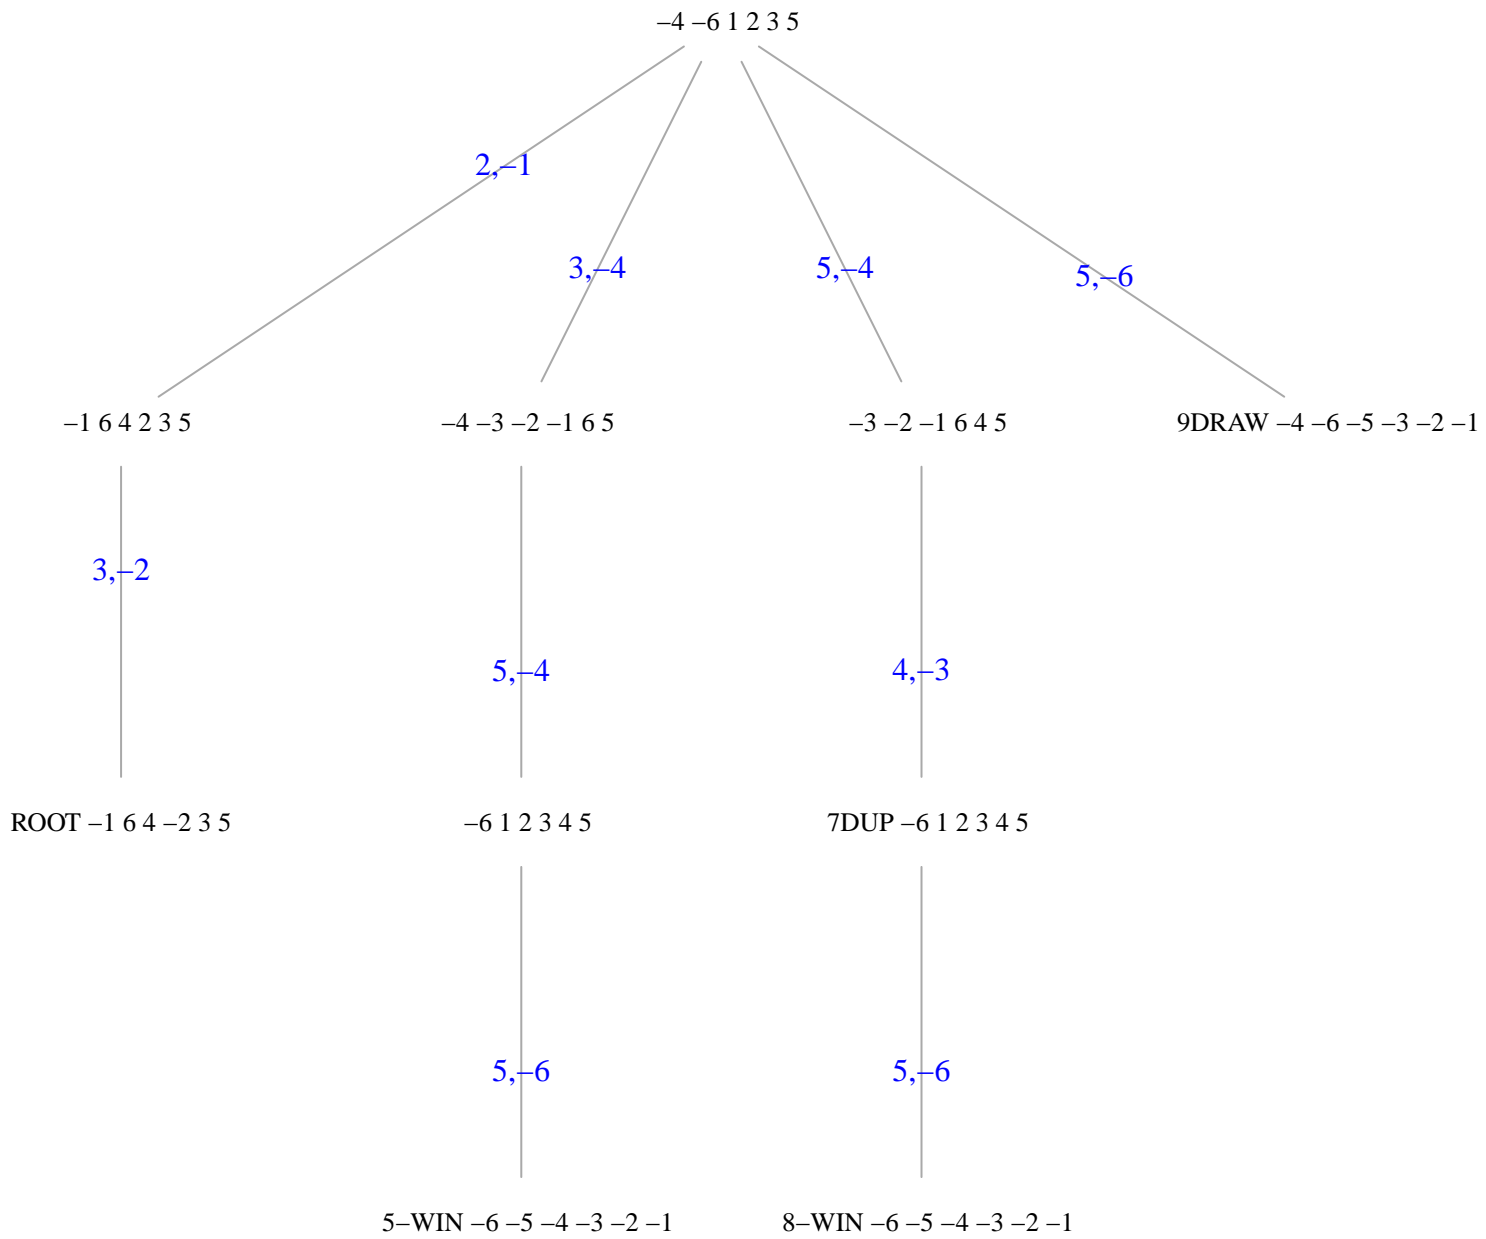 –4 –6 1 2 3 5
2,–1
3,–4
5,–4
5,–6
–1 6 4 2 3 5
–4 –3 –2 –1 6 5
–3 –2 –1 6 4 5
9DRAW –4 –6 –5 –3 –2 –1
3,–2
5,–4
4,–3
ROOT –1 6 4 –2 3 5
–6 1 2 3 4 5
7DUP –6 1 2 3 4 5
5,–6
5,–6
5–WIN –6 –5 –4 –3 –2 –1
8–WIN –6 –5 –4 –3 –2 –1